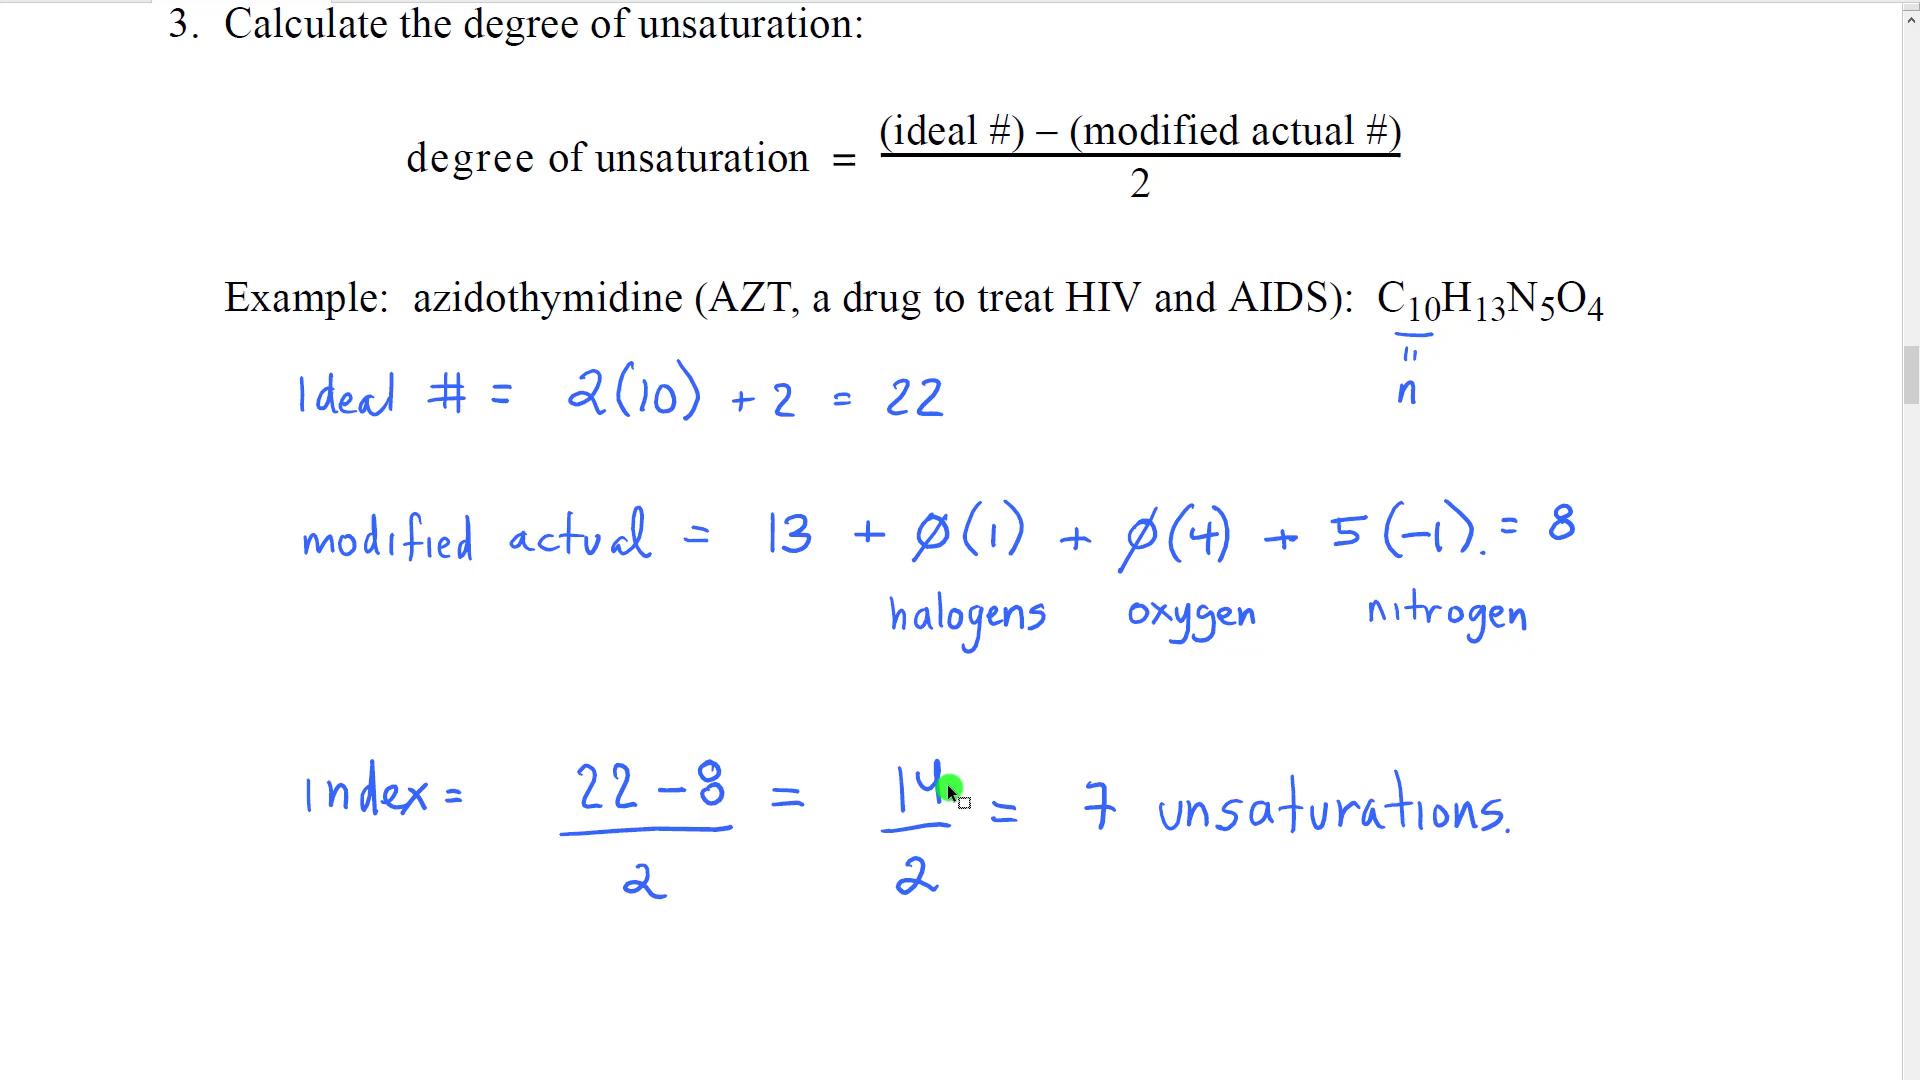 3. Calculate the degree of unsaturation:
degree of unsaturation = (ideal #) – (modified actual #)
2
Example: azidothymidine (AZT, a drug to treat HIV and AIDS): C10H13N5O4
"
n
Ideal # = 2(10) + 2 = 22
modified actual = 13 + ∅(1) + ∅(4) + 5(-1). = 8
halogens oxygen nitrogen
Index = 22 - 8 = 14 = 7 unsaturations.
2 2